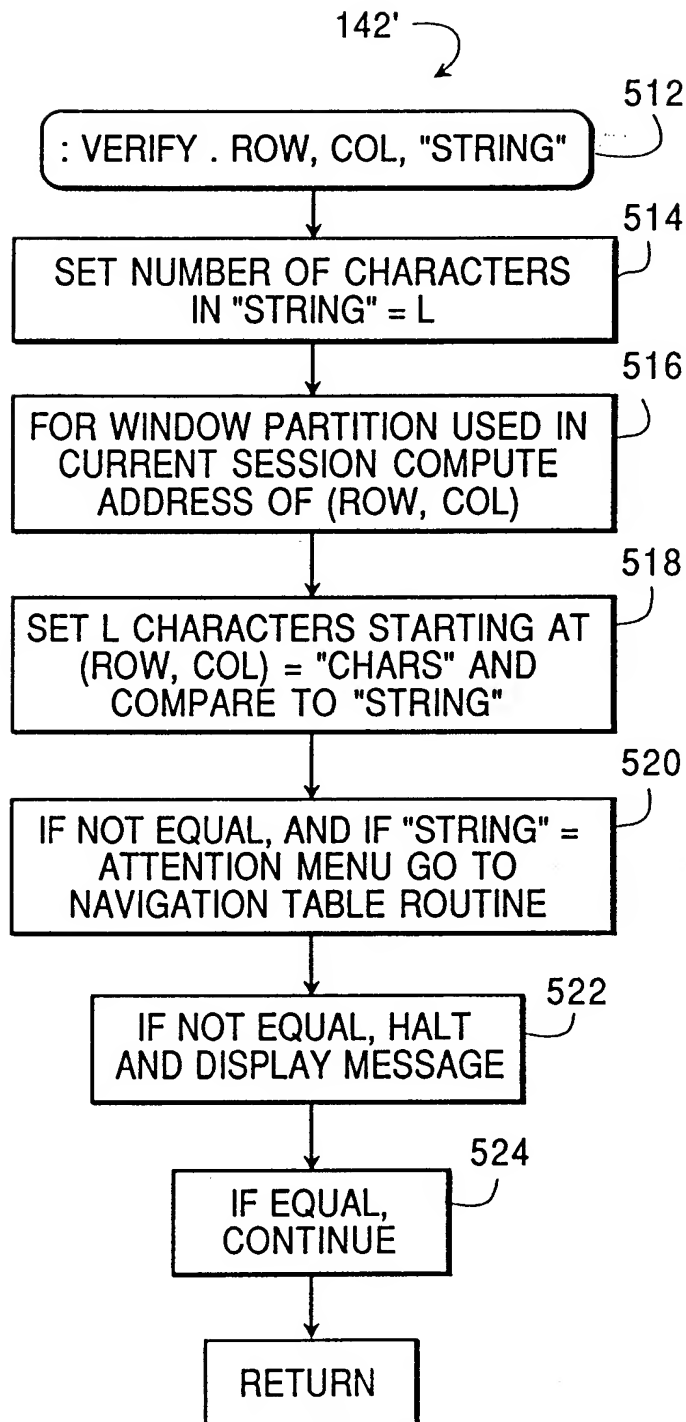 142'
512
: VERIFY . ROW, COL, "STRING"
514
SET NUMBER OF CHARACTERS
IN "STRING" = L
516
FOR WINDOW PARTITION USED IN
CURRENT SESSION COMPUTE
ADDRESS OF (ROW, COL)
518
SET L CHARACTERS STARTING AT
(ROW, COL) = "CHARS" AND
COMPARE TO "STRING"
520
IF NOT EQUAL, AND IF "STRING" =
ATTENTION MENU GO TO
NAVIGATION TABLE ROUTINE
522
IF NOT EQUAL, HALT
AND DISPLAY MESSAGE
524
IF EQUAL,
CONTINUE
RETURN